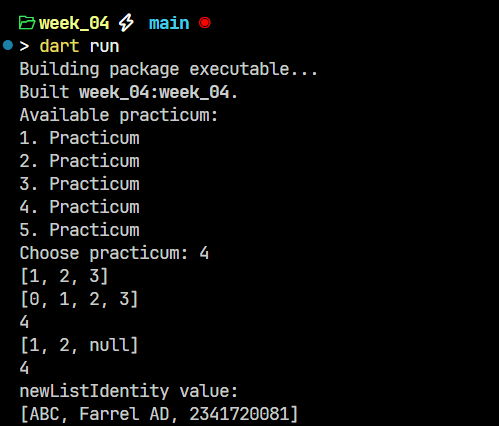 week_04 main
> dart run
Building package executable...
Built week_04:week_04.
Available practicum:
1. Practicum
2. Practicum
3. Practicum
4. Practicum
5. Practicum
Choose practicum: 4
[1, 2, 3]
[0, 1, 2, 3]
4
[1, 2, null]
4
newListIdentity value:
[ABC, Farrel AD, 2341720081]